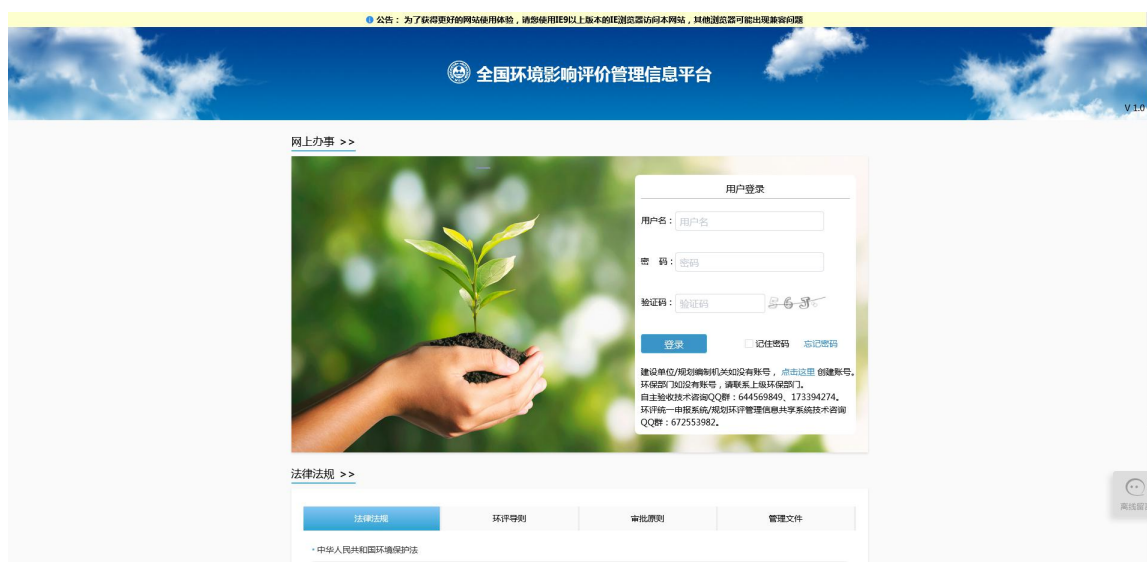 公告：为了获得更好的网站使用体验，请您使用IE9以上版本的IE浏览器访问本网站，其他浏览器可能出现兼容问题
全国环境影响评价管理信息平台
V 1.0
网上办事 >>
用户登录
用户名： 用户名
密 码： 密码
验证码： 验证码
登录 记住密码 忘记密码
建设单位/规划编制机关如没有账号， 点击这里 创建账号。
环保部门如没有账号，请联系上级环保部门。
自主验收技术咨询QQ群：644569849、173394274。
环评统一申报系统/规划环评管理信息共享系统技术咨询
QQ群：672553982。
法律法规 >>
离线留
法律法规 环评导则 审批原则 管理文件
· 中华人民共和国环境保护法